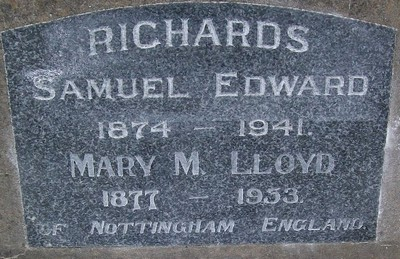 RICHARDS
SAMUEL EDWARD
1874 – 1941.
MARY M. LLOYD
1877 – 1953.
OF NOTTINGHAM ENGLAND.